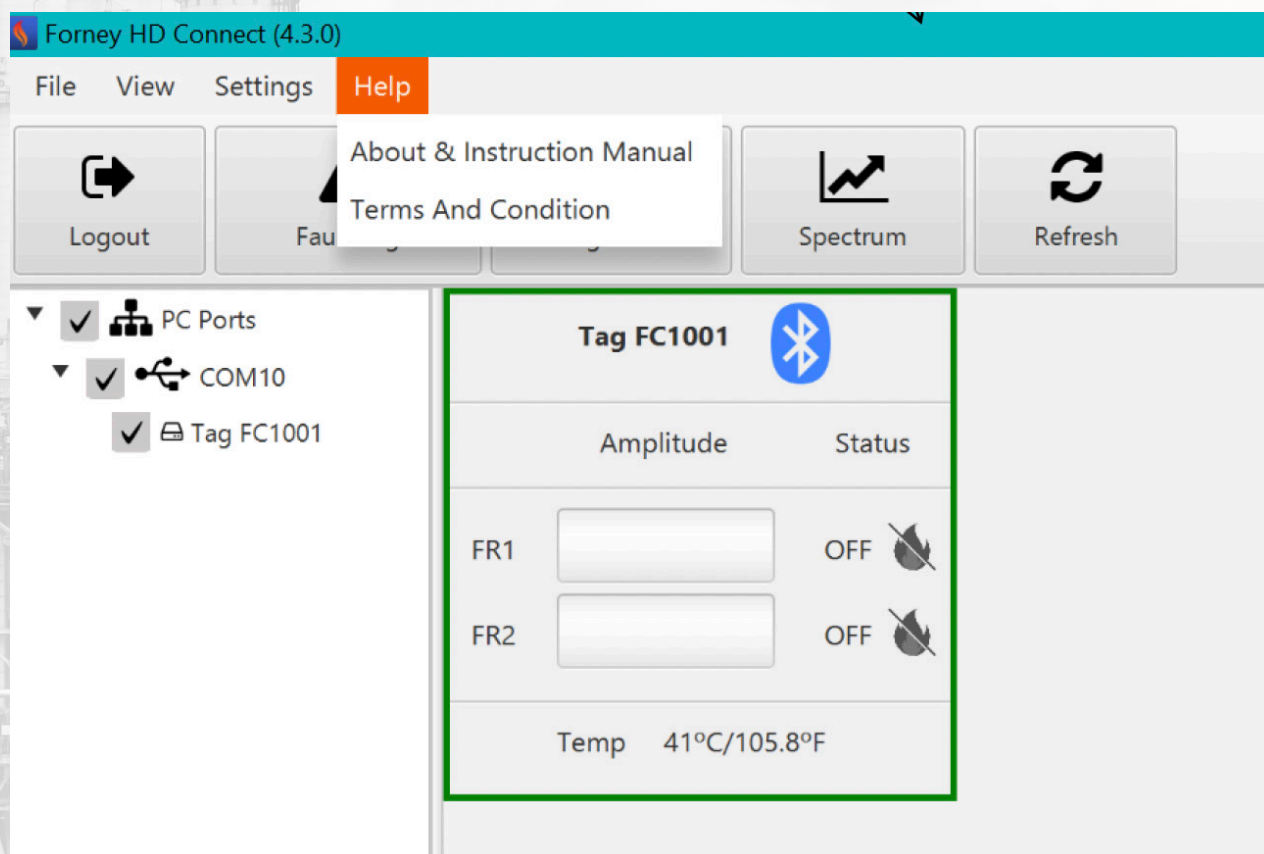 Forney HD Connect (4.3.0)
File View Settings Help
About & Instruction Manual
Terms And Condition
Logout Spectrum Refresh
PC Ports
COM10
Tag FC1001
Tag FC1001
Amplitude Status
FR1 OFF
FR2 OFF
Temp 41ºC/105.8ºF